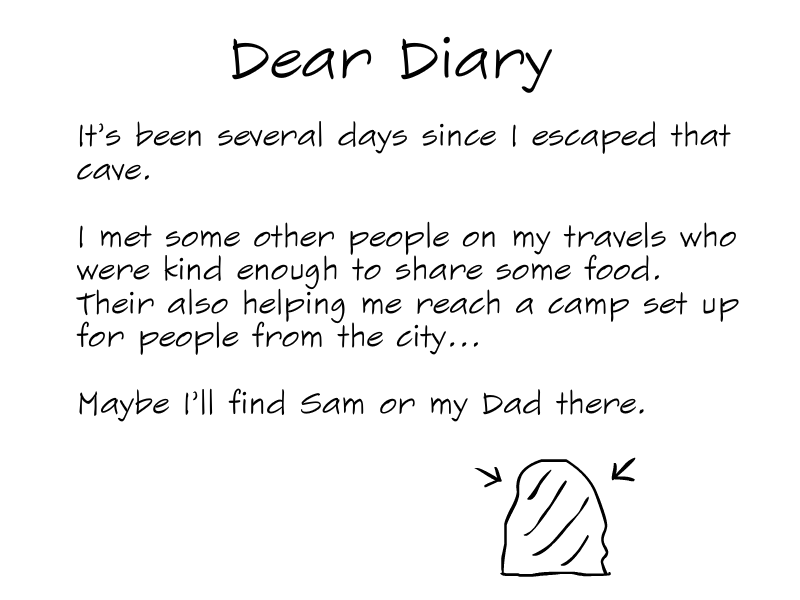 Dear Diary
It's been several days since I escaped that
cave.
I met some other people on my travels who
were kind enough to share some food.
Their also helping me reach a camp set up
for people from the city...
Maybe I'll find Sam or my Dad there.